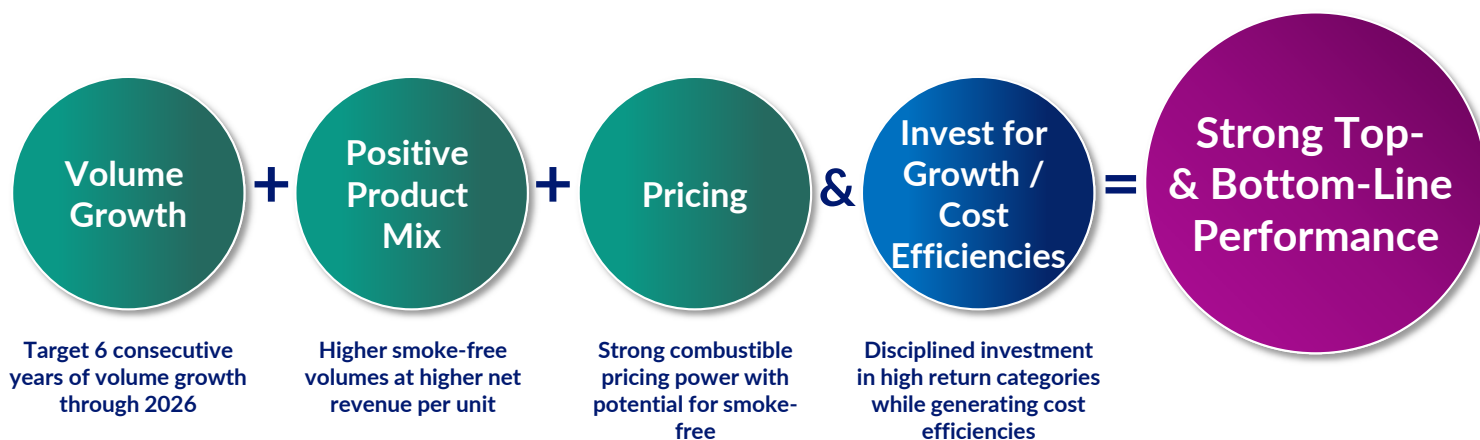 Volume
Growth
+
Positive
Product
Mix
+
Pricing
&
Invest for
Growth /
Cost
Efficiencies
=
Strong Top-
& Bottom-Line
Performance
Target 6 consecutive
years of volume growth
through 2026
Higher smoke-free
volumes at higher net
revenue per unit
Strong combustible
pricing power with
potential for smoke-
free
Disciplined investment
in high return categories
while generating cost
efficiencies